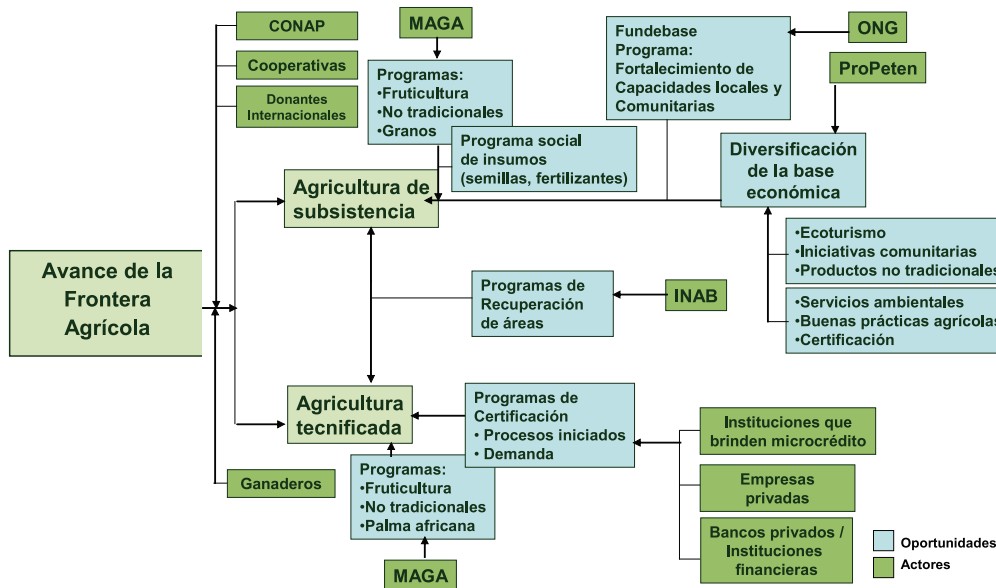 CONAP
Cooperativas
Donantes
Internacionales
MAGA
Programas:
•Fruticultura
•No tradicionales
•Granos
Programa social
de insumos
(semillas, fertilizantes)
Fundebase
Programa:
Fortalecimiento de
Capacidades locales y
Comunitarias
ONG
ProPeten
Diversificación
de la base
económica
•Ecoturismo
•Iniciativas comunitarias
•Productos no tradicionales
•Servicios ambientales
•Buenas prácticas agrícolas
•Certificación
Agricultura de
subsistencia
Avance de la
Frontera
Agrícola
Programas de
Recuperación
de áreas
INAB
Agricultura
tecnificada
Programas de
Certificación
• Procesos iniciados
• Demanda
Ganaderos
Programas:
•Fruticultura
•No tradicionales
•Palma africana
MAGA
Instituciones que
brinden microcrédito
Empresas
privadas
Bancos privados /
Instituciones
financieras
Oportunidades
Actores